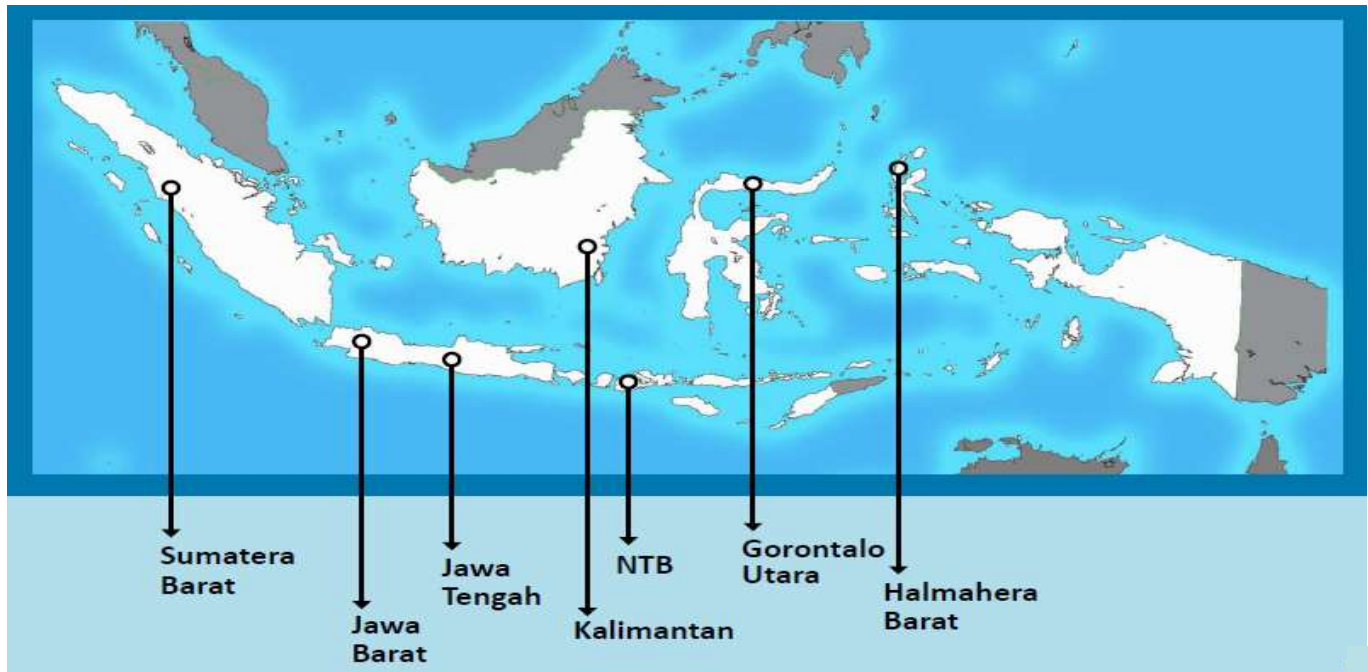 Sumatera
Barat
Jawa
Barat
Jawa
Tengah
Kalimantan
NTB
Gorontalo
Utara
Halmahera
Barat